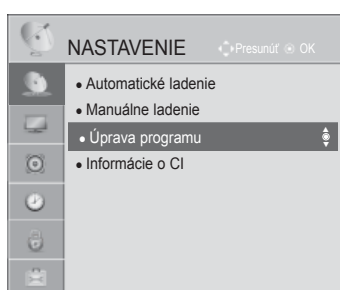 NASTAVENIE Presunúť OK
• Automatické ladenie
• Manuálne ladenie
• Úprava programu
• Informácie o CI